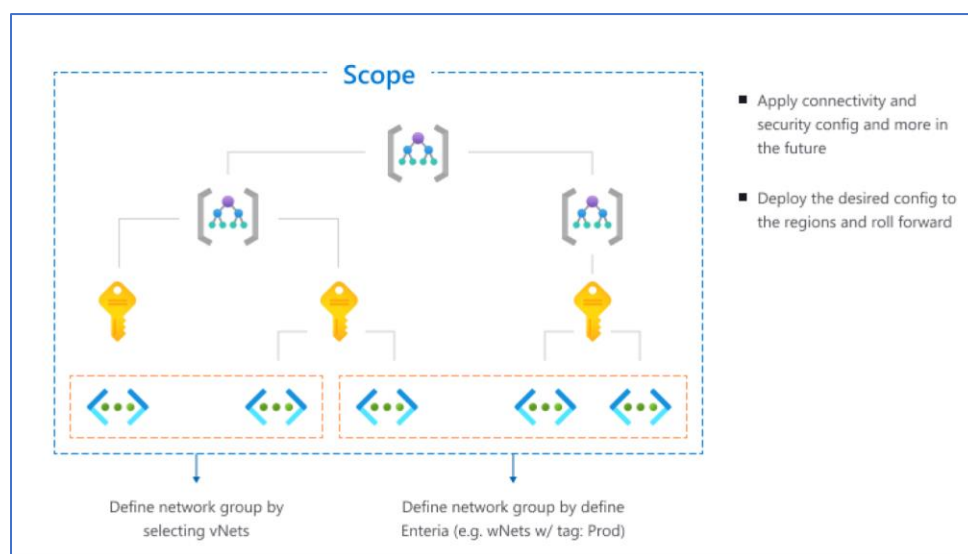 Scope
Apply connectivity and
security config and more in
the future
Deploy the desired config to
the regions and roll forward
Define network group by
selecting vNets
Define network group by define
Enteria (e.g. wNets w/ tag: Prod)